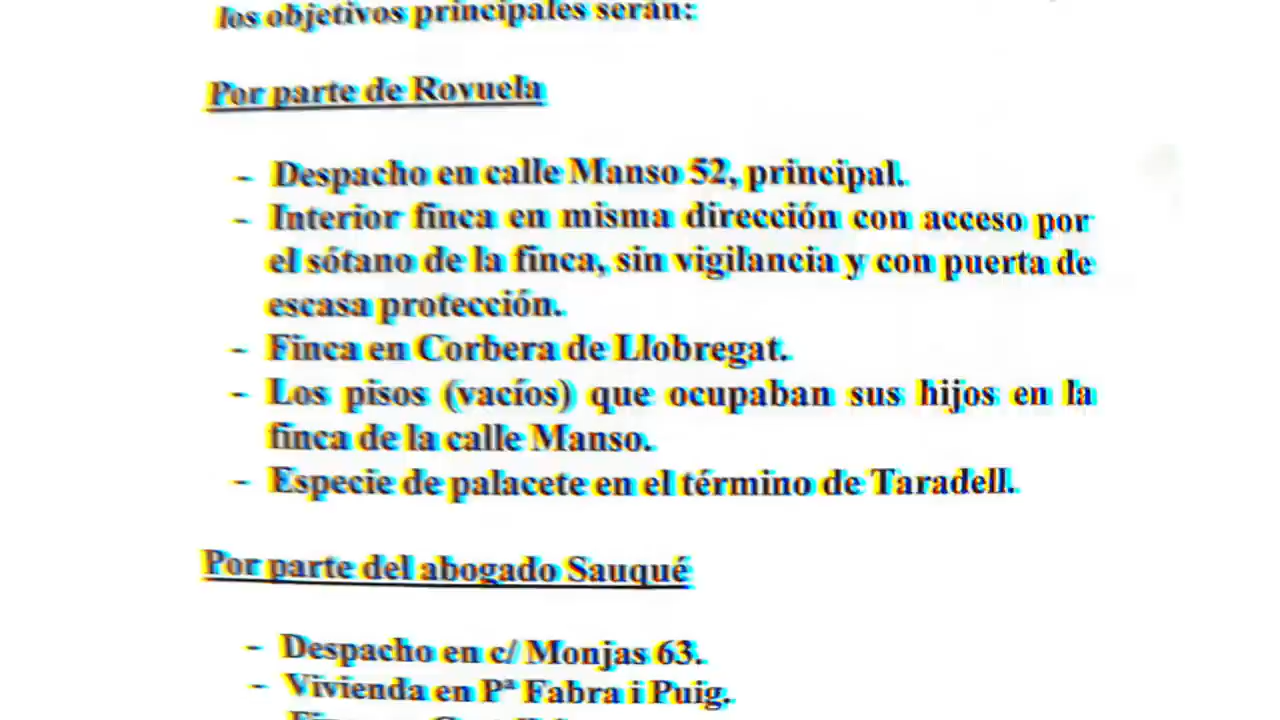 los objetivos principales serán:
Por parte de Rovuela
- Despacho en calle Manso 52, principal.
- Interior finca en misma dirección con acceso por
el sótano de la finca, sin vigilancia y con puerta de
escasa protección.
- Finca en Corbera de Llobregat.
- Los pisos (vacíos) que ocupaban sus hijos en la
finca de la calle Manso.
- Especie de palacete en el término de Taradell.
Por parte del abogado Sauqué
- Despacho en c/ Monjas 63.
- Vivienda en Pª Fabra i Puig.